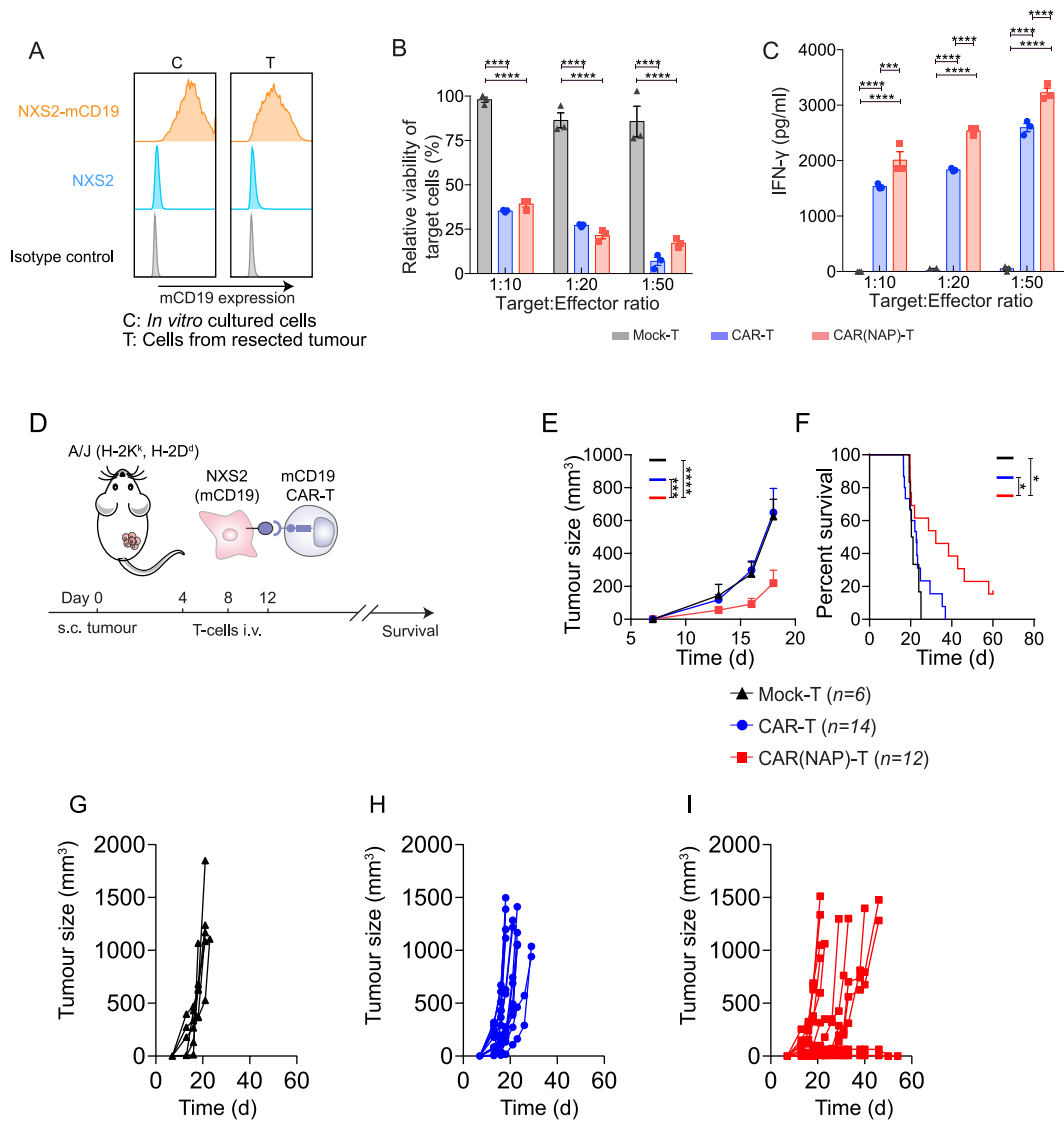 A
C
T
NXS2-mCD19
NXS2
Isotype control
mCD19 expression
C: In vitro cultured cells
T: Cells from resected tumour
B
**** **** ****
**** **** ****
100
75
50
25
0
Relative viability of
target cells (%)
1:10 1:20 1:50
Target:Effector ratio
C
****
**** ****
**** **** ****
**** *** ****
****
4000
3000
2000
1000
0
IFN-γ (pg/ml)
1:10 1:20 1:50
Target:Effector ratio
Mock-T CAR-T CAR(NAP)-T
D
A/J (H-2Kᵏ, H-2Dᵈ)
NXS2
(mCD19)
mCD19
CAR-T
Day 0 4 8 12
s.c. tumour T-cells i.v. Survival
E
1000
800
600
400
200
0
Tumour size (mm³)
*** ****
5 10 15 20
Time (d)
F
100
80
60
40
20
0
Percent survival
* *
0 20 40 60 80
Time (d)
Mock-T (n=6)
CAR-T (n=14)
CAR(NAP)-T (n=12)
G
2000
1500
1000
500
0
Tumour size (mm³)
0 20 40 60
Time (d)
H
2000
1500
1000
500
0
Tumour size (mm³)
0 20 40 60
Time (d)
I
2000
1500
1000
500
0
Tumour size (mm³)
0 20 40 60
Time (d)